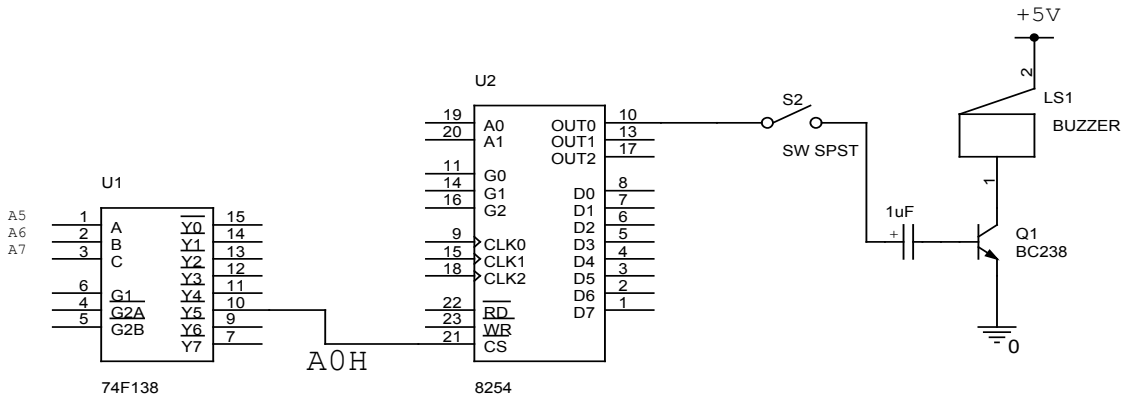 +5V
2
LS1
BUZZER
1
U2
19 A0 OUT0 10
20 A1 OUT1 13
OUT2 17
11 G0
14 G1 D0 8
16 G2 D1 7
D2 6
9 CLK0 D3 5
15 CLK1 D4 4
18 CLK2 D5 3
D6 2
22 RD D7 1
23 WR
21 CS
8254
S2
SW SPST
1uF
+
Q1
BC238
0
U1
A5 1 A Y0 15
A6 2 B Y1 14
A7 3 C Y2 13
Y3 12
6 G1 Y4 11
4 G2A Y5 10
5 G2B Y6 9
Y7 7
74F138
A0H